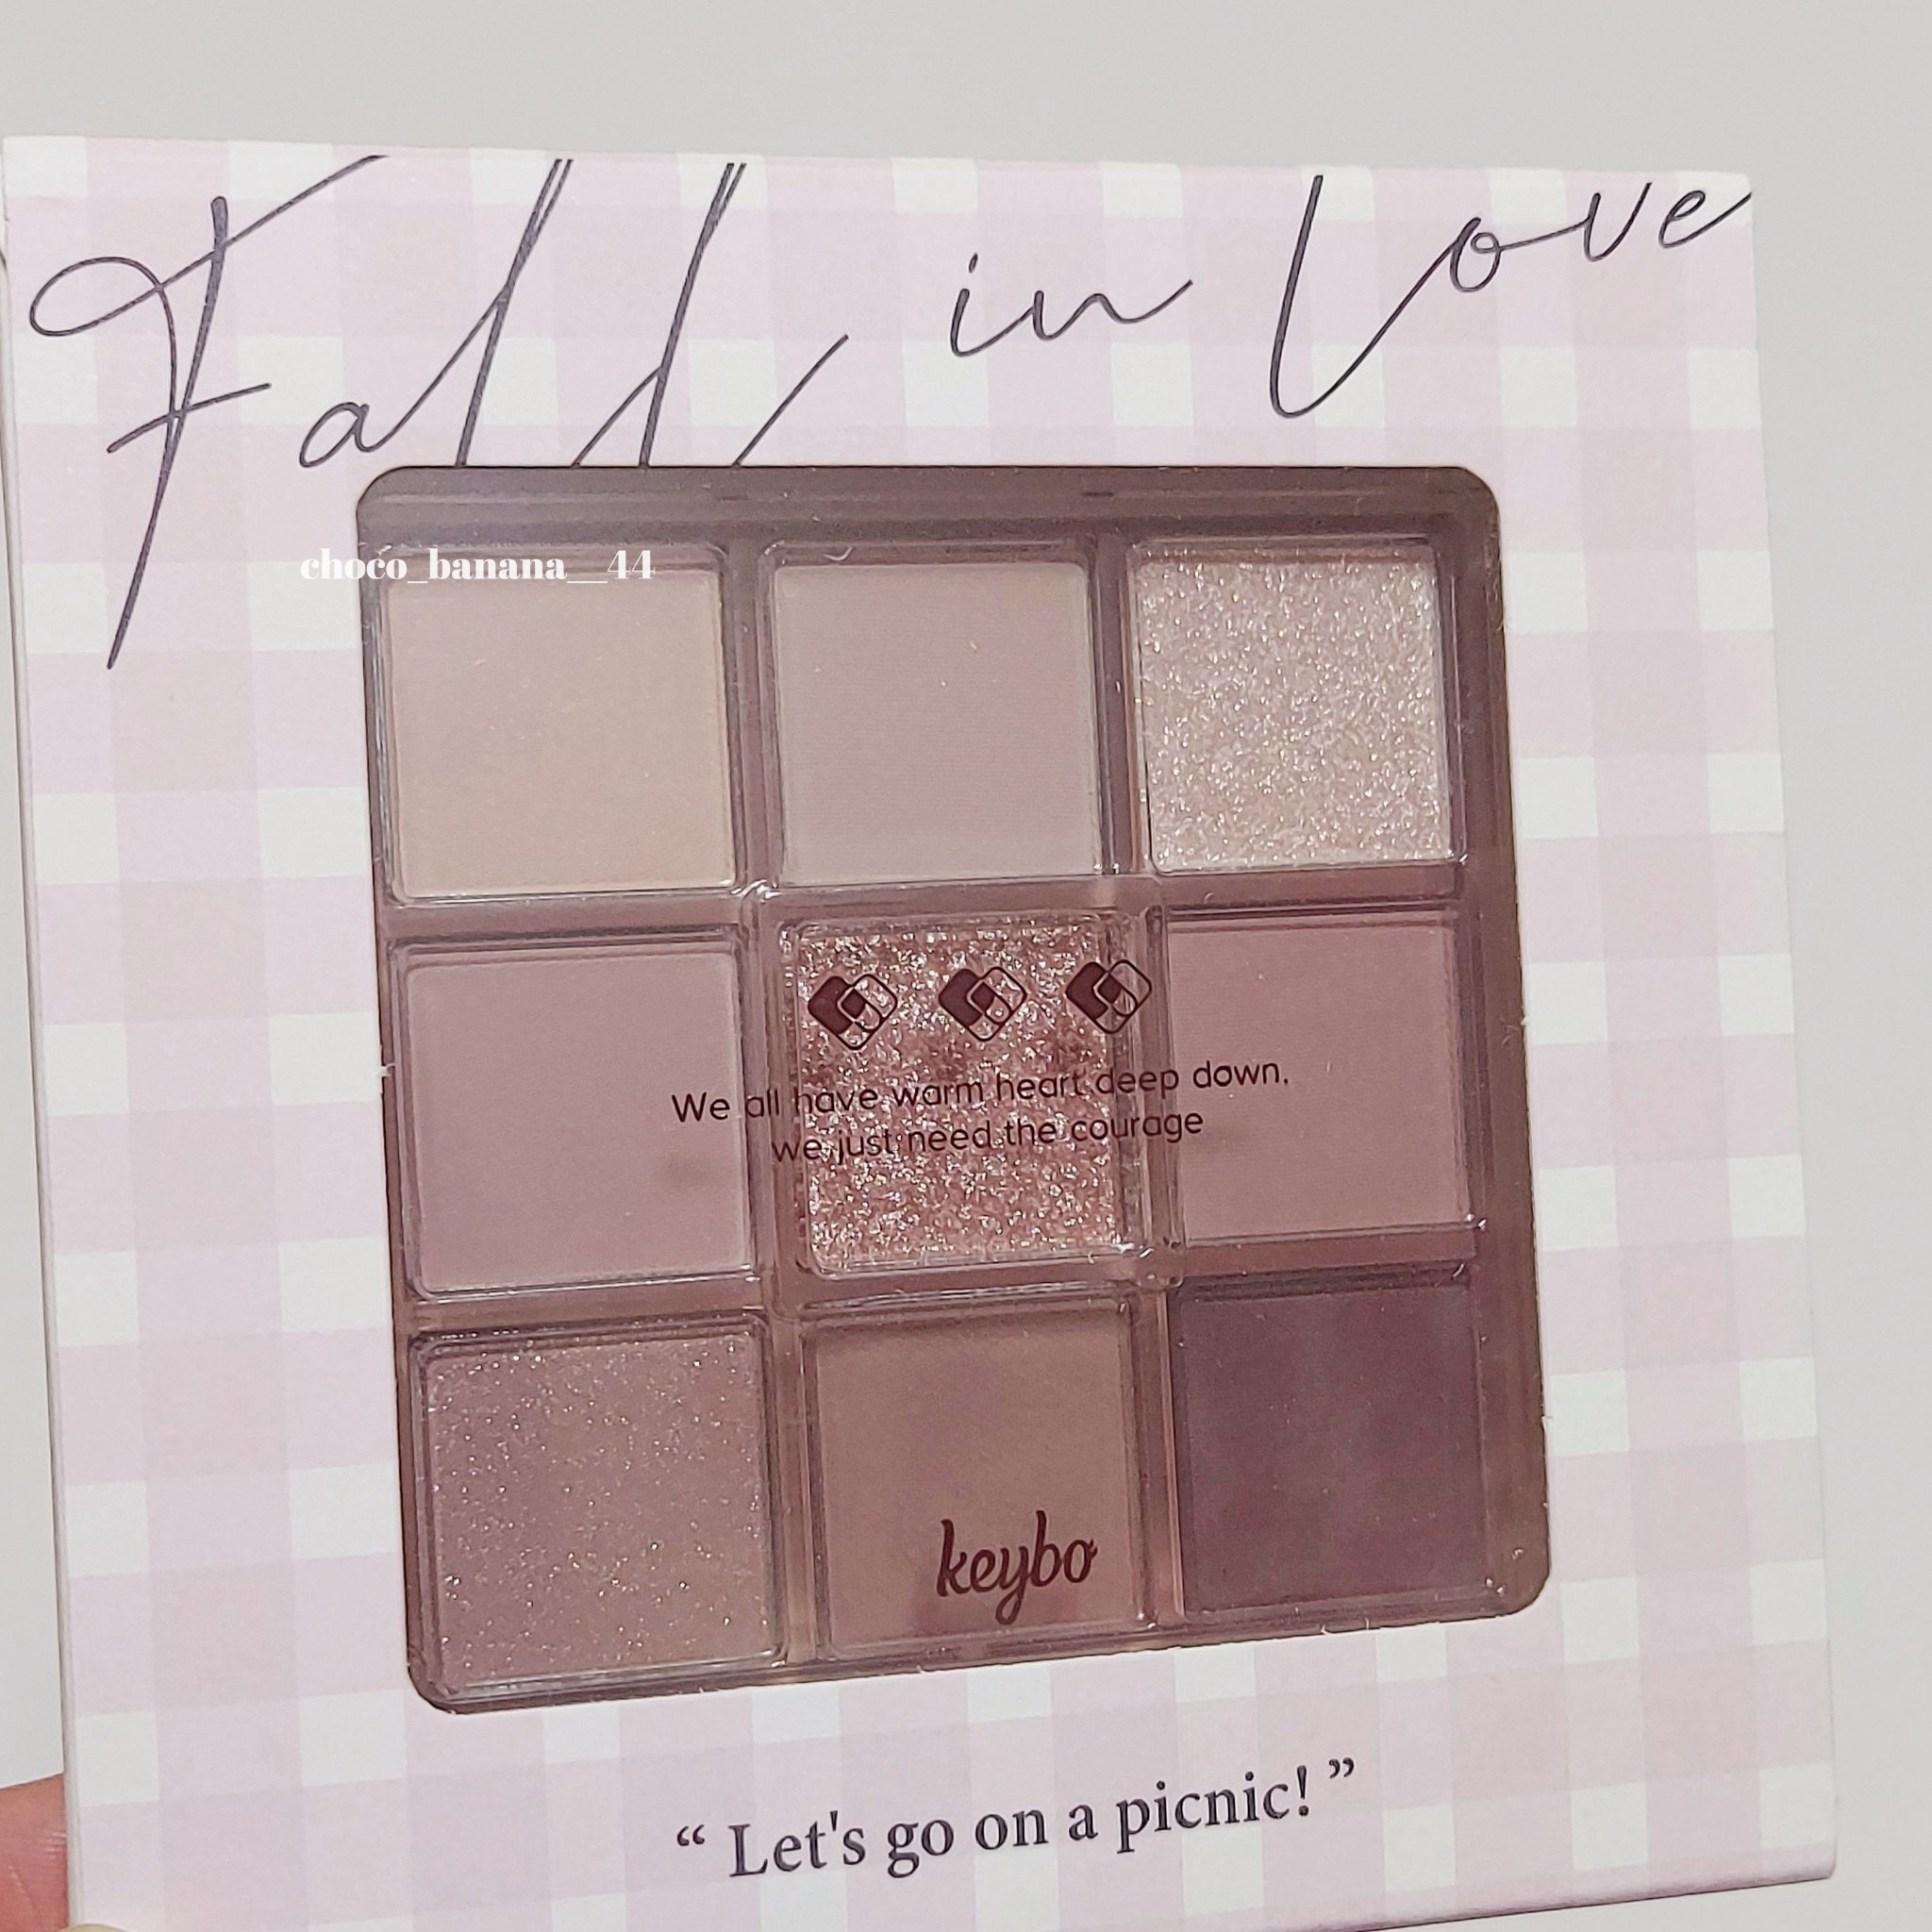 Fall in Love
choco_banana__44
We all have warm heart deep down,
we just need the courage
keybo
“ Let's go on a picnic! ”